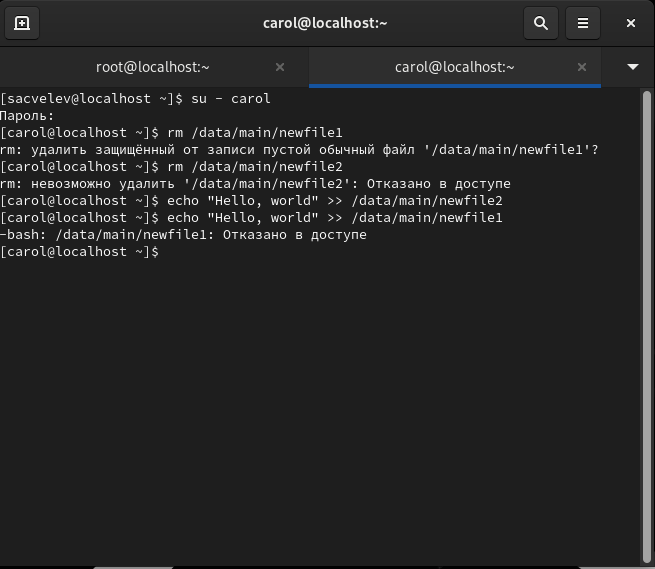 carol@localhost:~
root@localhost:~
carol@localhost:~
[sacvelev@localhost ~]$ su - carol
Пароль:
[carol@localhost ~]$ rm /data/main/newfile1
rm: удалить защищённый от записи пустой обычный файл '/data/main/newfile1'?
[carol@localhost ~]$ rm /data/main/newfile2
rm: невозможно удалить '/data/main/newfile2': Отказано в доступе
[carol@localhost ~]$ echo "Hello, world" >> /data/main/newfile2
[carol@localhost ~]$ echo "Hello, world" >> /data/main/newfile1
-bash: /data/main/newfile1: Отказано в доступе
[carol@localhost ~]$